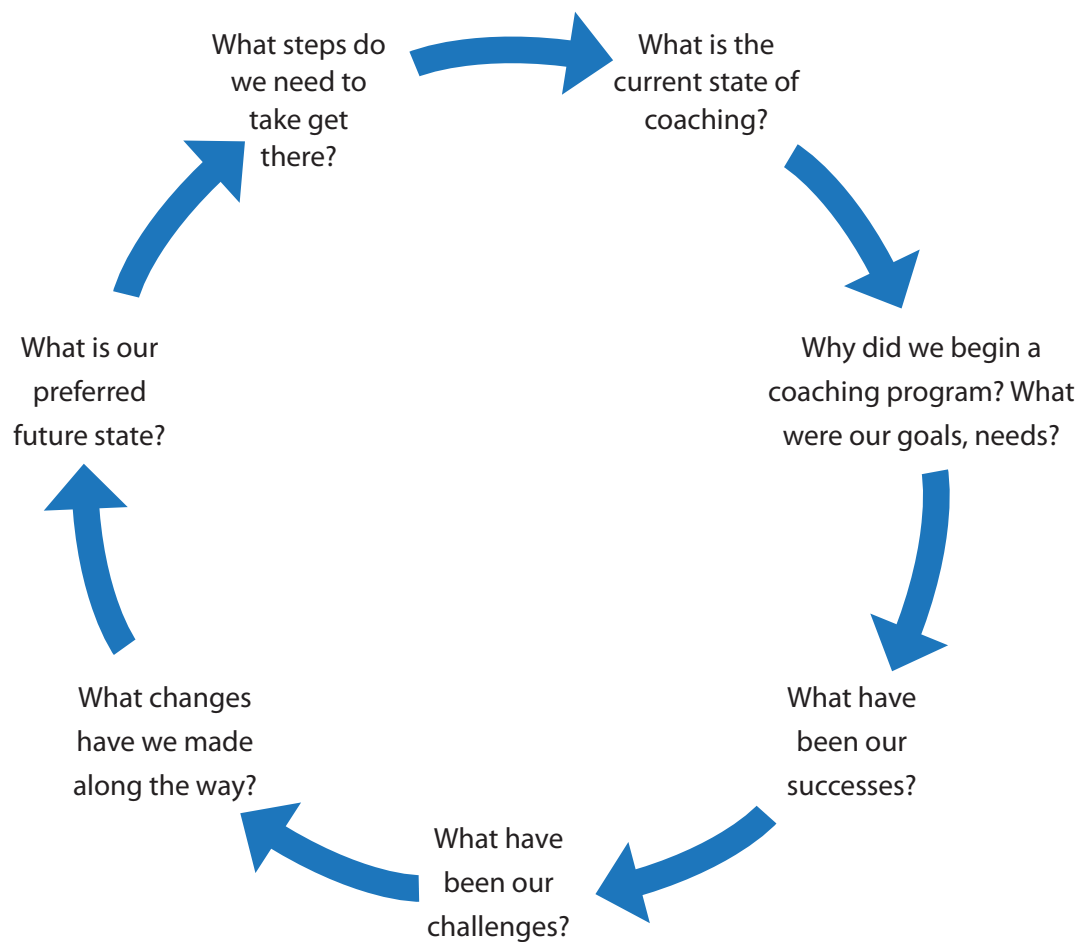 What steps do
we need to
take get
there?
What is the
current state of
coaching?
Why did we begin a
coaching program? What
were our goals, needs?
What have
been our
successes?
What have
been our
challenges?
What changes
have we made
along the way?
What is our
preferred
future state?